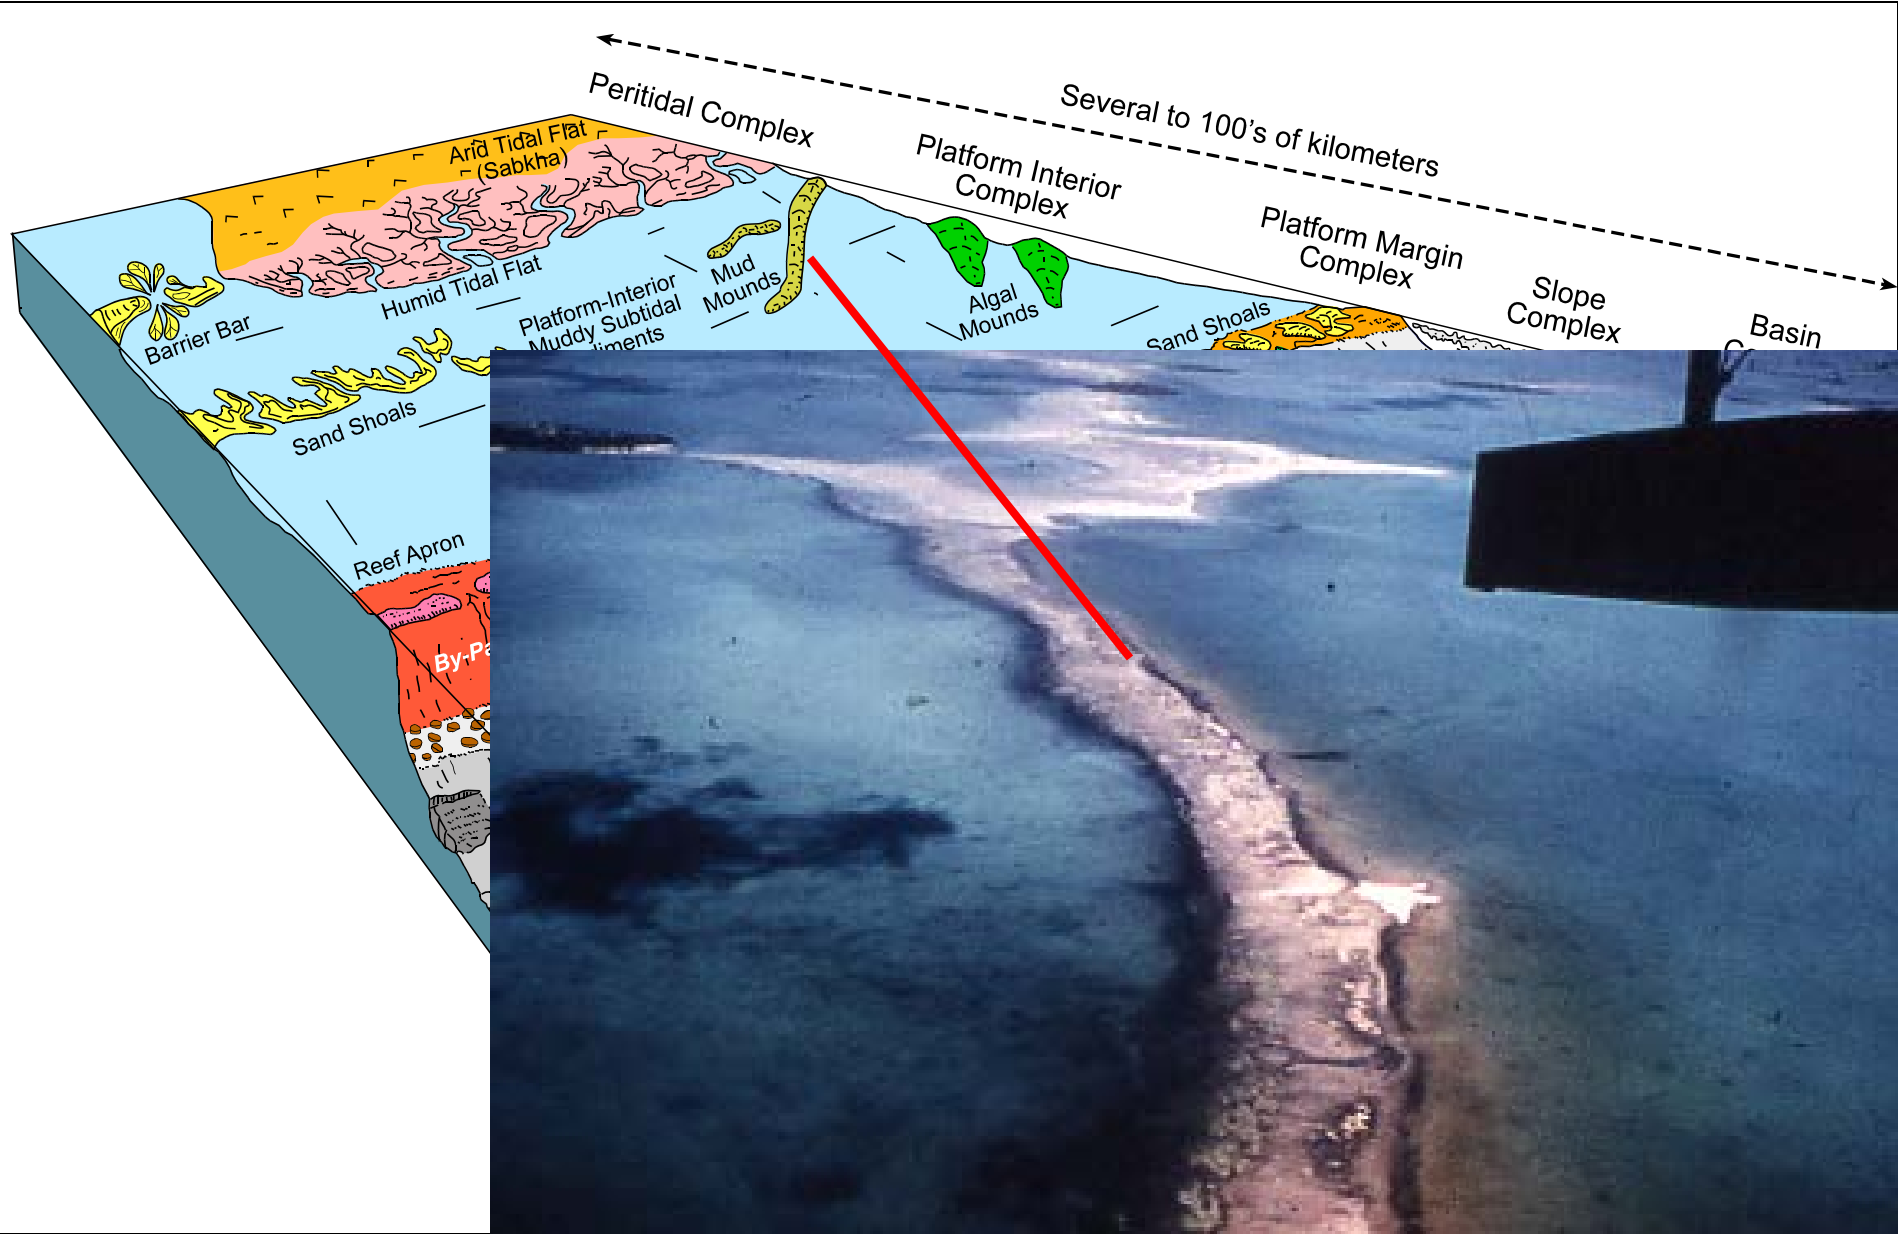 Several to 100's of kilometers
Peritidal Complex
Platform Interior
Complex
Platform Margin
Complex
Slope
Complex
Basin
Arid Tidal Flat
(Sabkha)
Humid Tidal Flat
Barrier Bar
Platform-Interior
Muddy Subtidal
Mud
Mounds
Algal
Mounds
Sand Shoals
Sand Shoals
Reef Apron